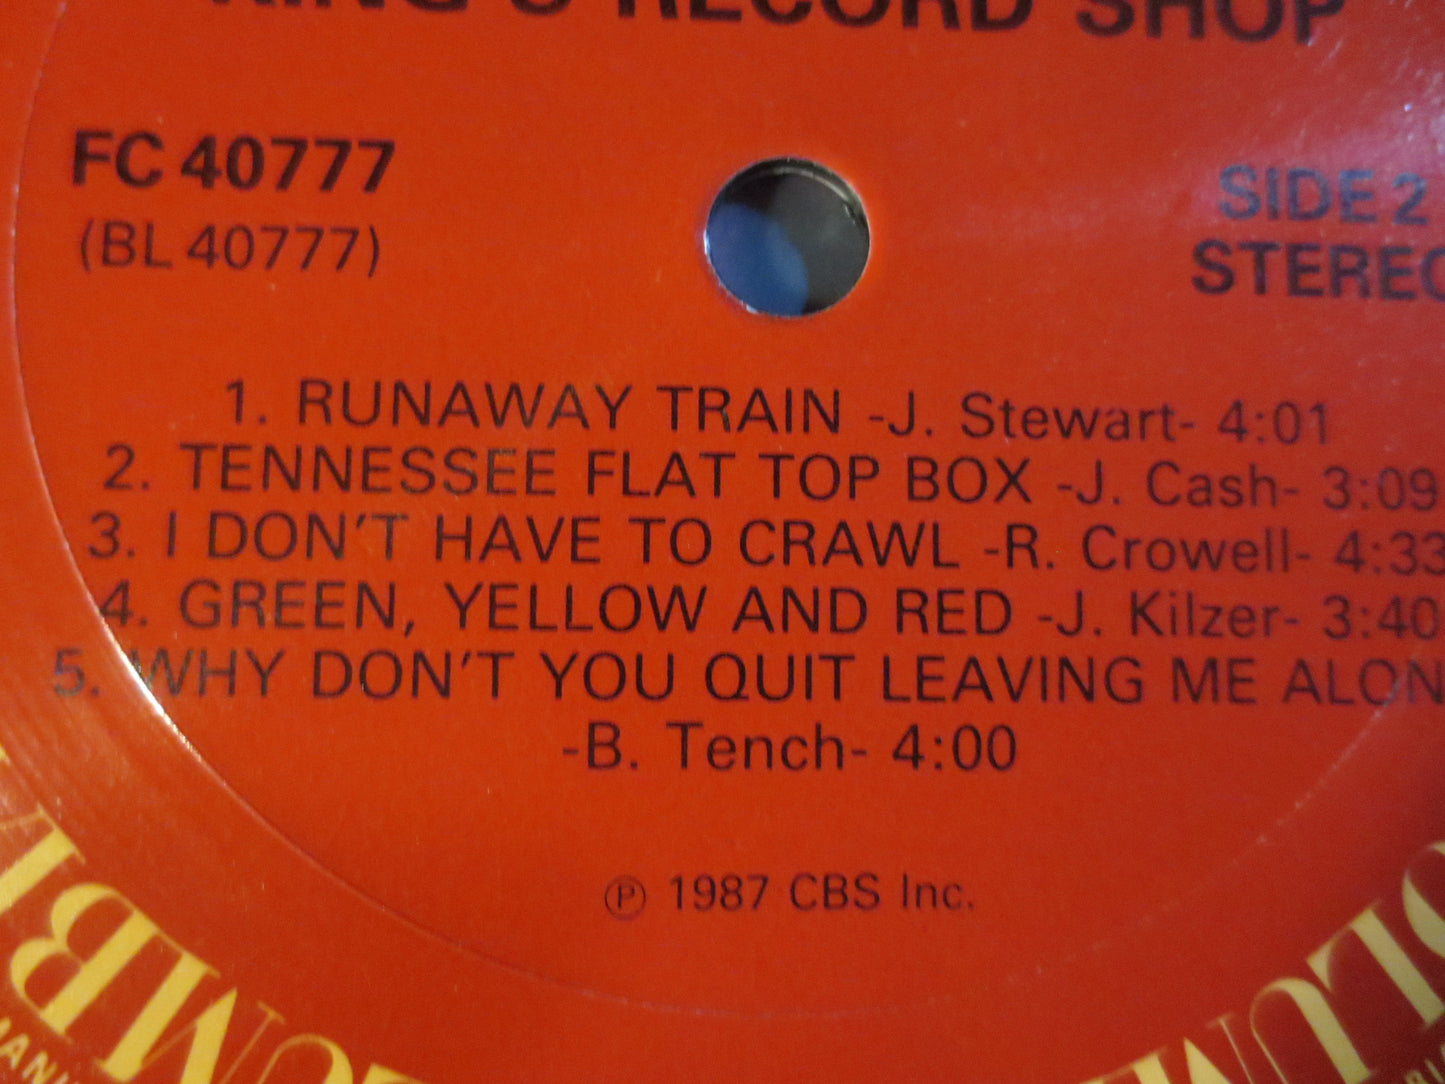 KING'S RECORD SHOP
FC 40777
(BL 40777)
SIDE 2
STEREO
1. RUNAWAY TRAIN -J. Stewart- 4:01
2. TENNESSEE FLAT TOP BOX -J. Cash- 3:09
3. I DON'T HAVE TO CRAWL -R. Crowell- 4:33
4. GREEN, YELLOW AND RED -J. Kilzer- 3:40
5. WHY DON'T YOU QUIT LEAVING ME ALON
-B. Tench- 4:00
℗ 1987 CBS Inc.